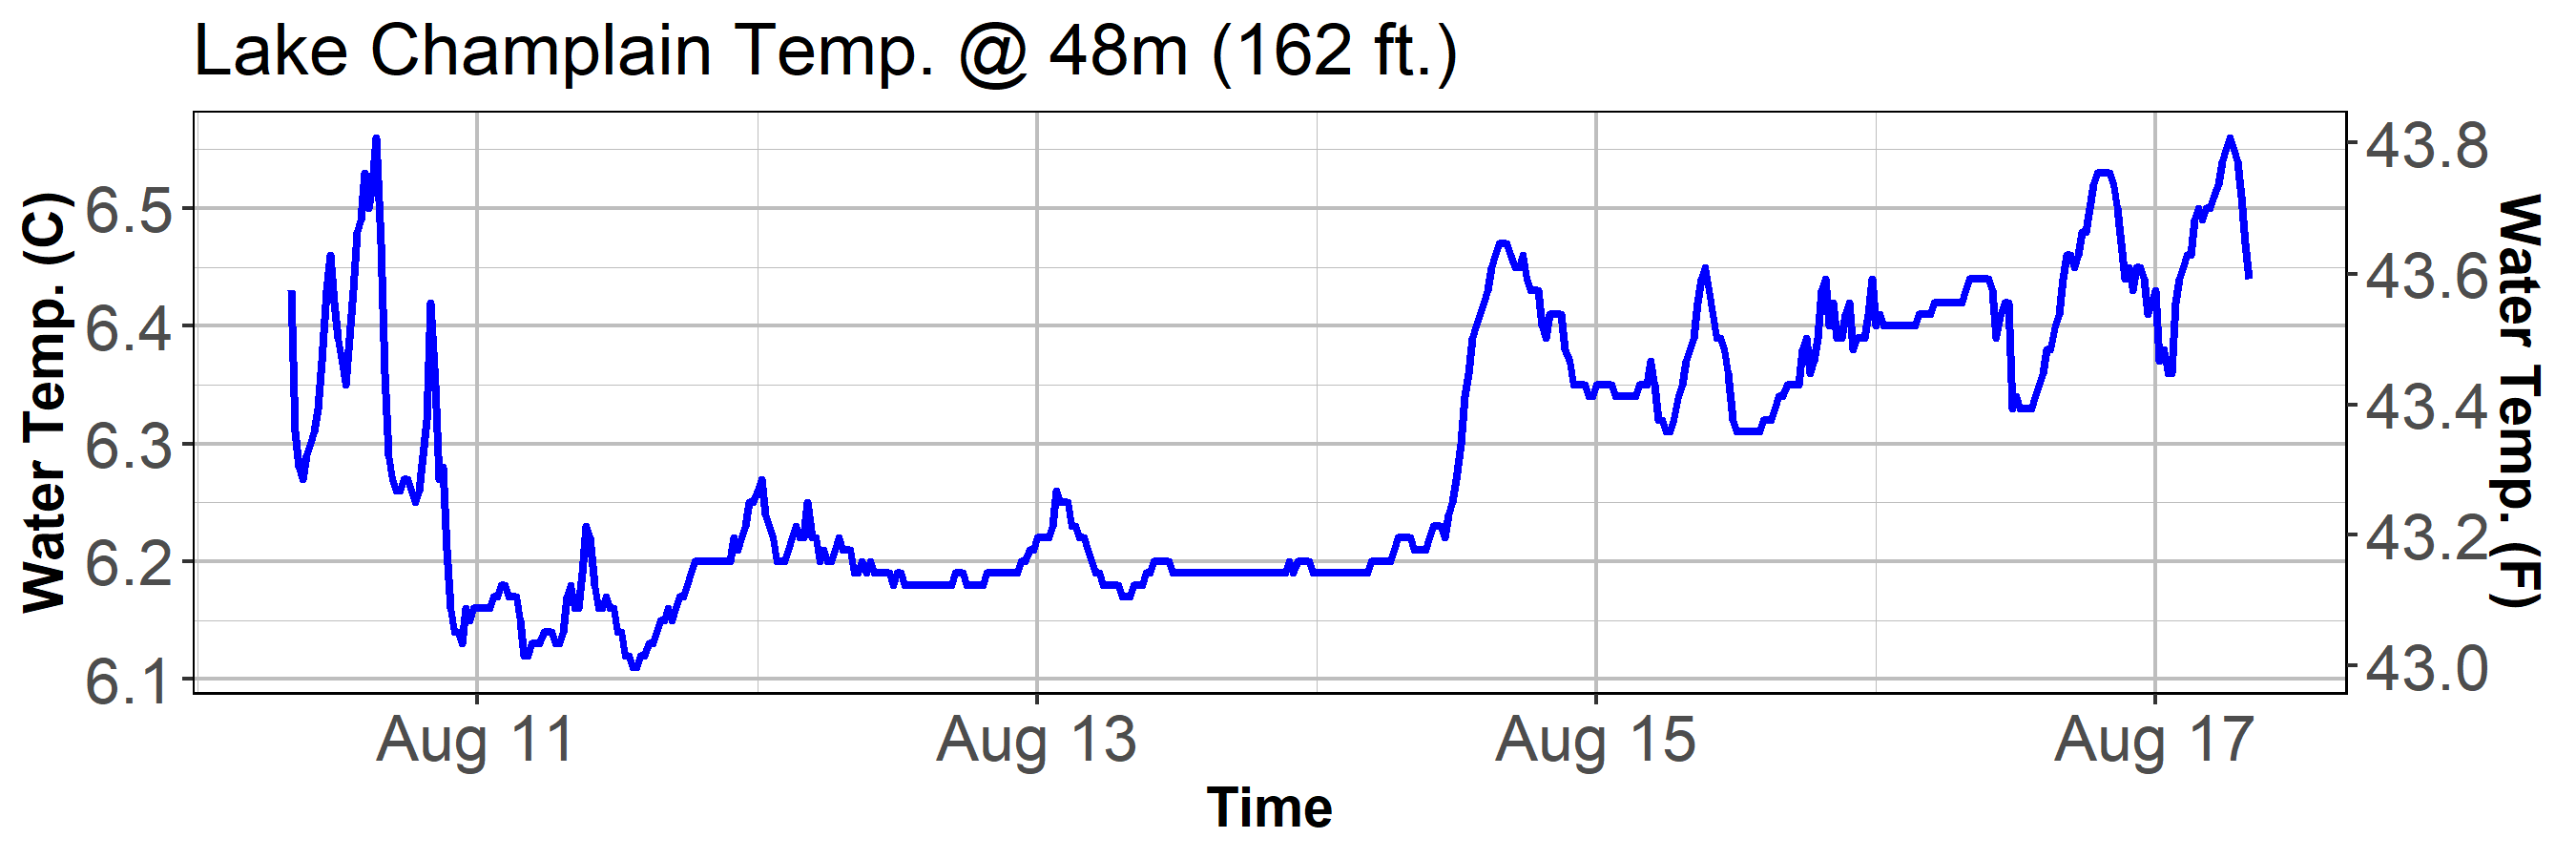 Lake Champlain Temp. @ 48m (162 ft.)
Water Temp. (C)
6.5
6.4
6.3
6.2
6.1
43.8
43.6
43.4
43.2
43.0
Water Temp. (F)
Aug 11 Aug 13 Aug 15 Aug 17
Time